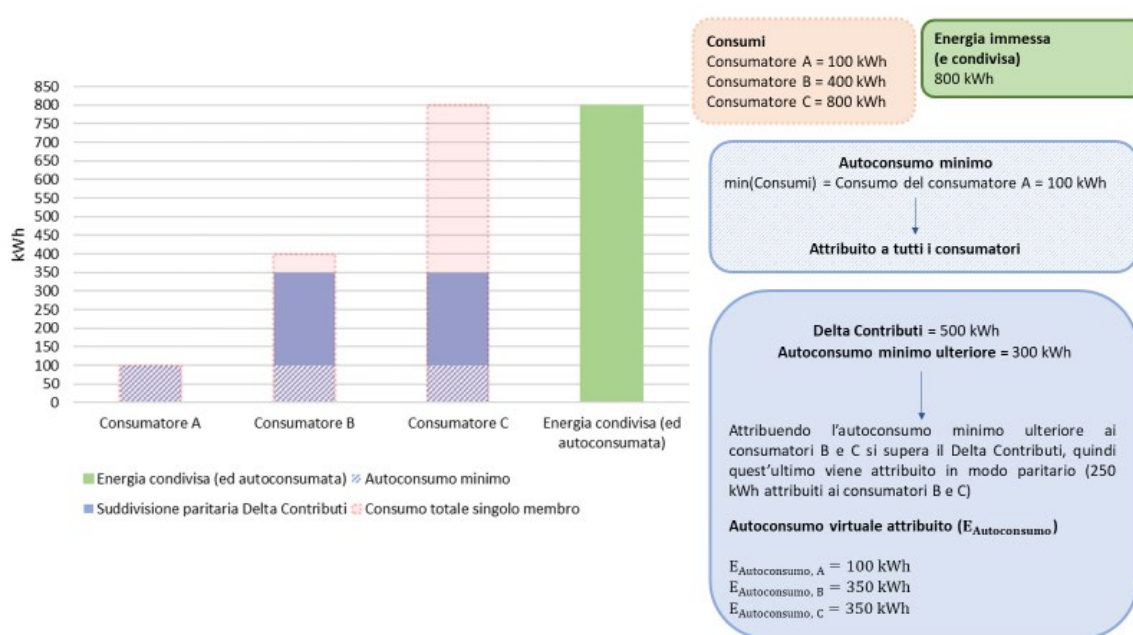 Consumi
Consumatore A = 100 kWh
Consumatore B = 400 kWh
Consumatore C = 800 kWh
Energia immessa
(e condivisa)
800 kWh
kWh
850
800
750
700
650
600
550
500
450
400
350
300
250
200
150
100
50
0
Consumatore A
Consumatore B
Consumatore C
Energia condivisa (ed
autoconsumata)
Energia condivisa (ed autoconsumata)
Autoconsumo minimo
Suddivisione paritaria Delta Contributi
Consumo totale singolo membro
Autoconsumo minimo
min(Consumi) = Consumo del consumatore A = 100 kWh
Attribuito a tutti i consumatori
Delta Contributi = 500 kWh
Autoconsumo minimo ulteriore = 300 kWh
Attribuendo l'autoconsumo minimo ulteriore ai
consumatori B e C si supera il Delta Contributi, quindi
quest'ultimo viene attribuito in modo paritario (250
kWh attribuiti ai consumatori B e C)
Autoconsumo virtuale attribuito (E_Autoconsumo)
E_Autoconsumo, A = 100 kWh
E_Autoconsumo, B = 350 kWh
E_Autoconsumo, C = 350 kWh